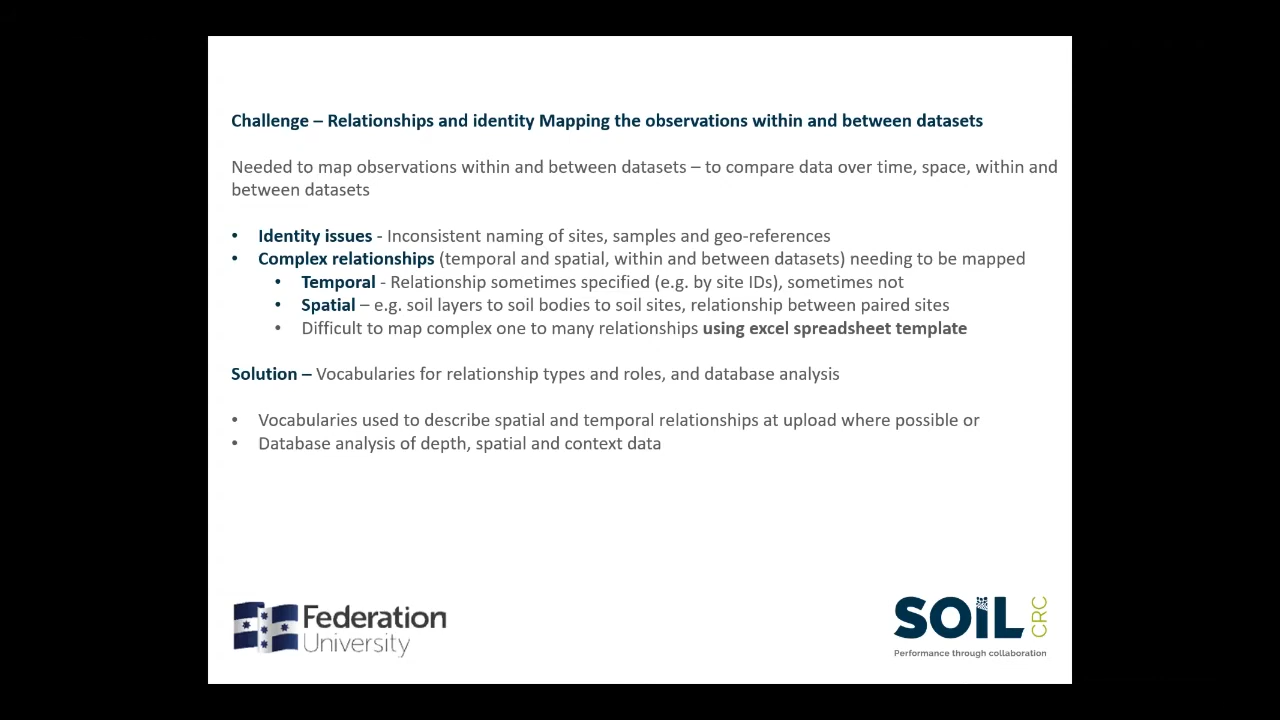 Challenge – Relationships and identity Mapping the observations within and between datasets
Needed to map observations within and between datasets – to compare data over time, space, within and
between datasets
• Identity issues - Inconsistent naming of sites, samples and geo-references
• Complex relationships (temporal and spatial, within and between datasets) needing to be mapped
• Temporal - Relationship sometimes specified (e.g. by site IDs), sometimes not
• Spatial – e.g. soil layers to soil bodies to soil sites, relationship between paired sites
• Difficult to map complex one to many relationships using excel spreadsheet template
Solution – Vocabularies for relationship types and roles, and database analysis
• Vocabularies used to describe spatial and temporal relationships at upload where possible or
• Database analysis of depth, spatial and context data
Federation
University
SOIL CRC
Performance through collaboration